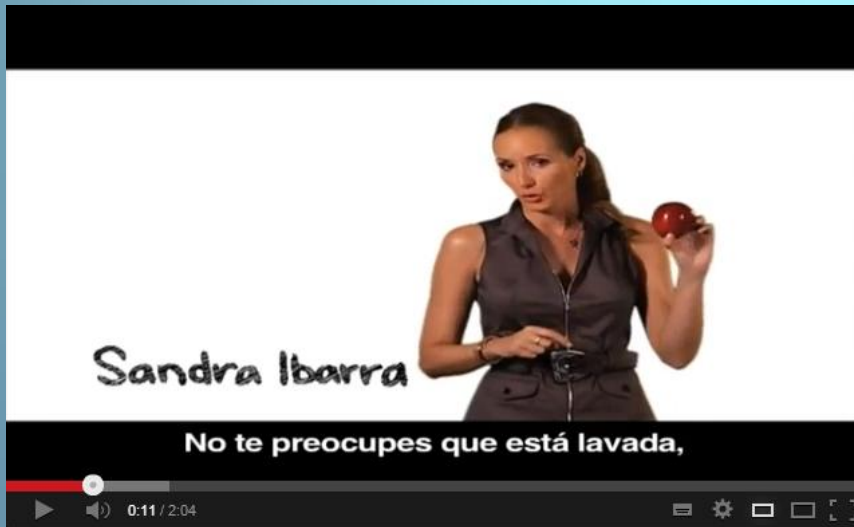 Sandra Ibarra
No te preocupes que está lavada,
0:11 / 2:04